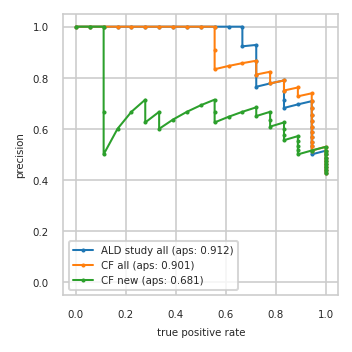 1.0
0.8
0.6
0.4
0.2
0.0
precision
ALD study all (aps: 0.912)
CF all (aps: 0.901)
CF new (aps: 0.681)
0.0 0.2 0.4 0.6 0.8 1.0
true positive rate